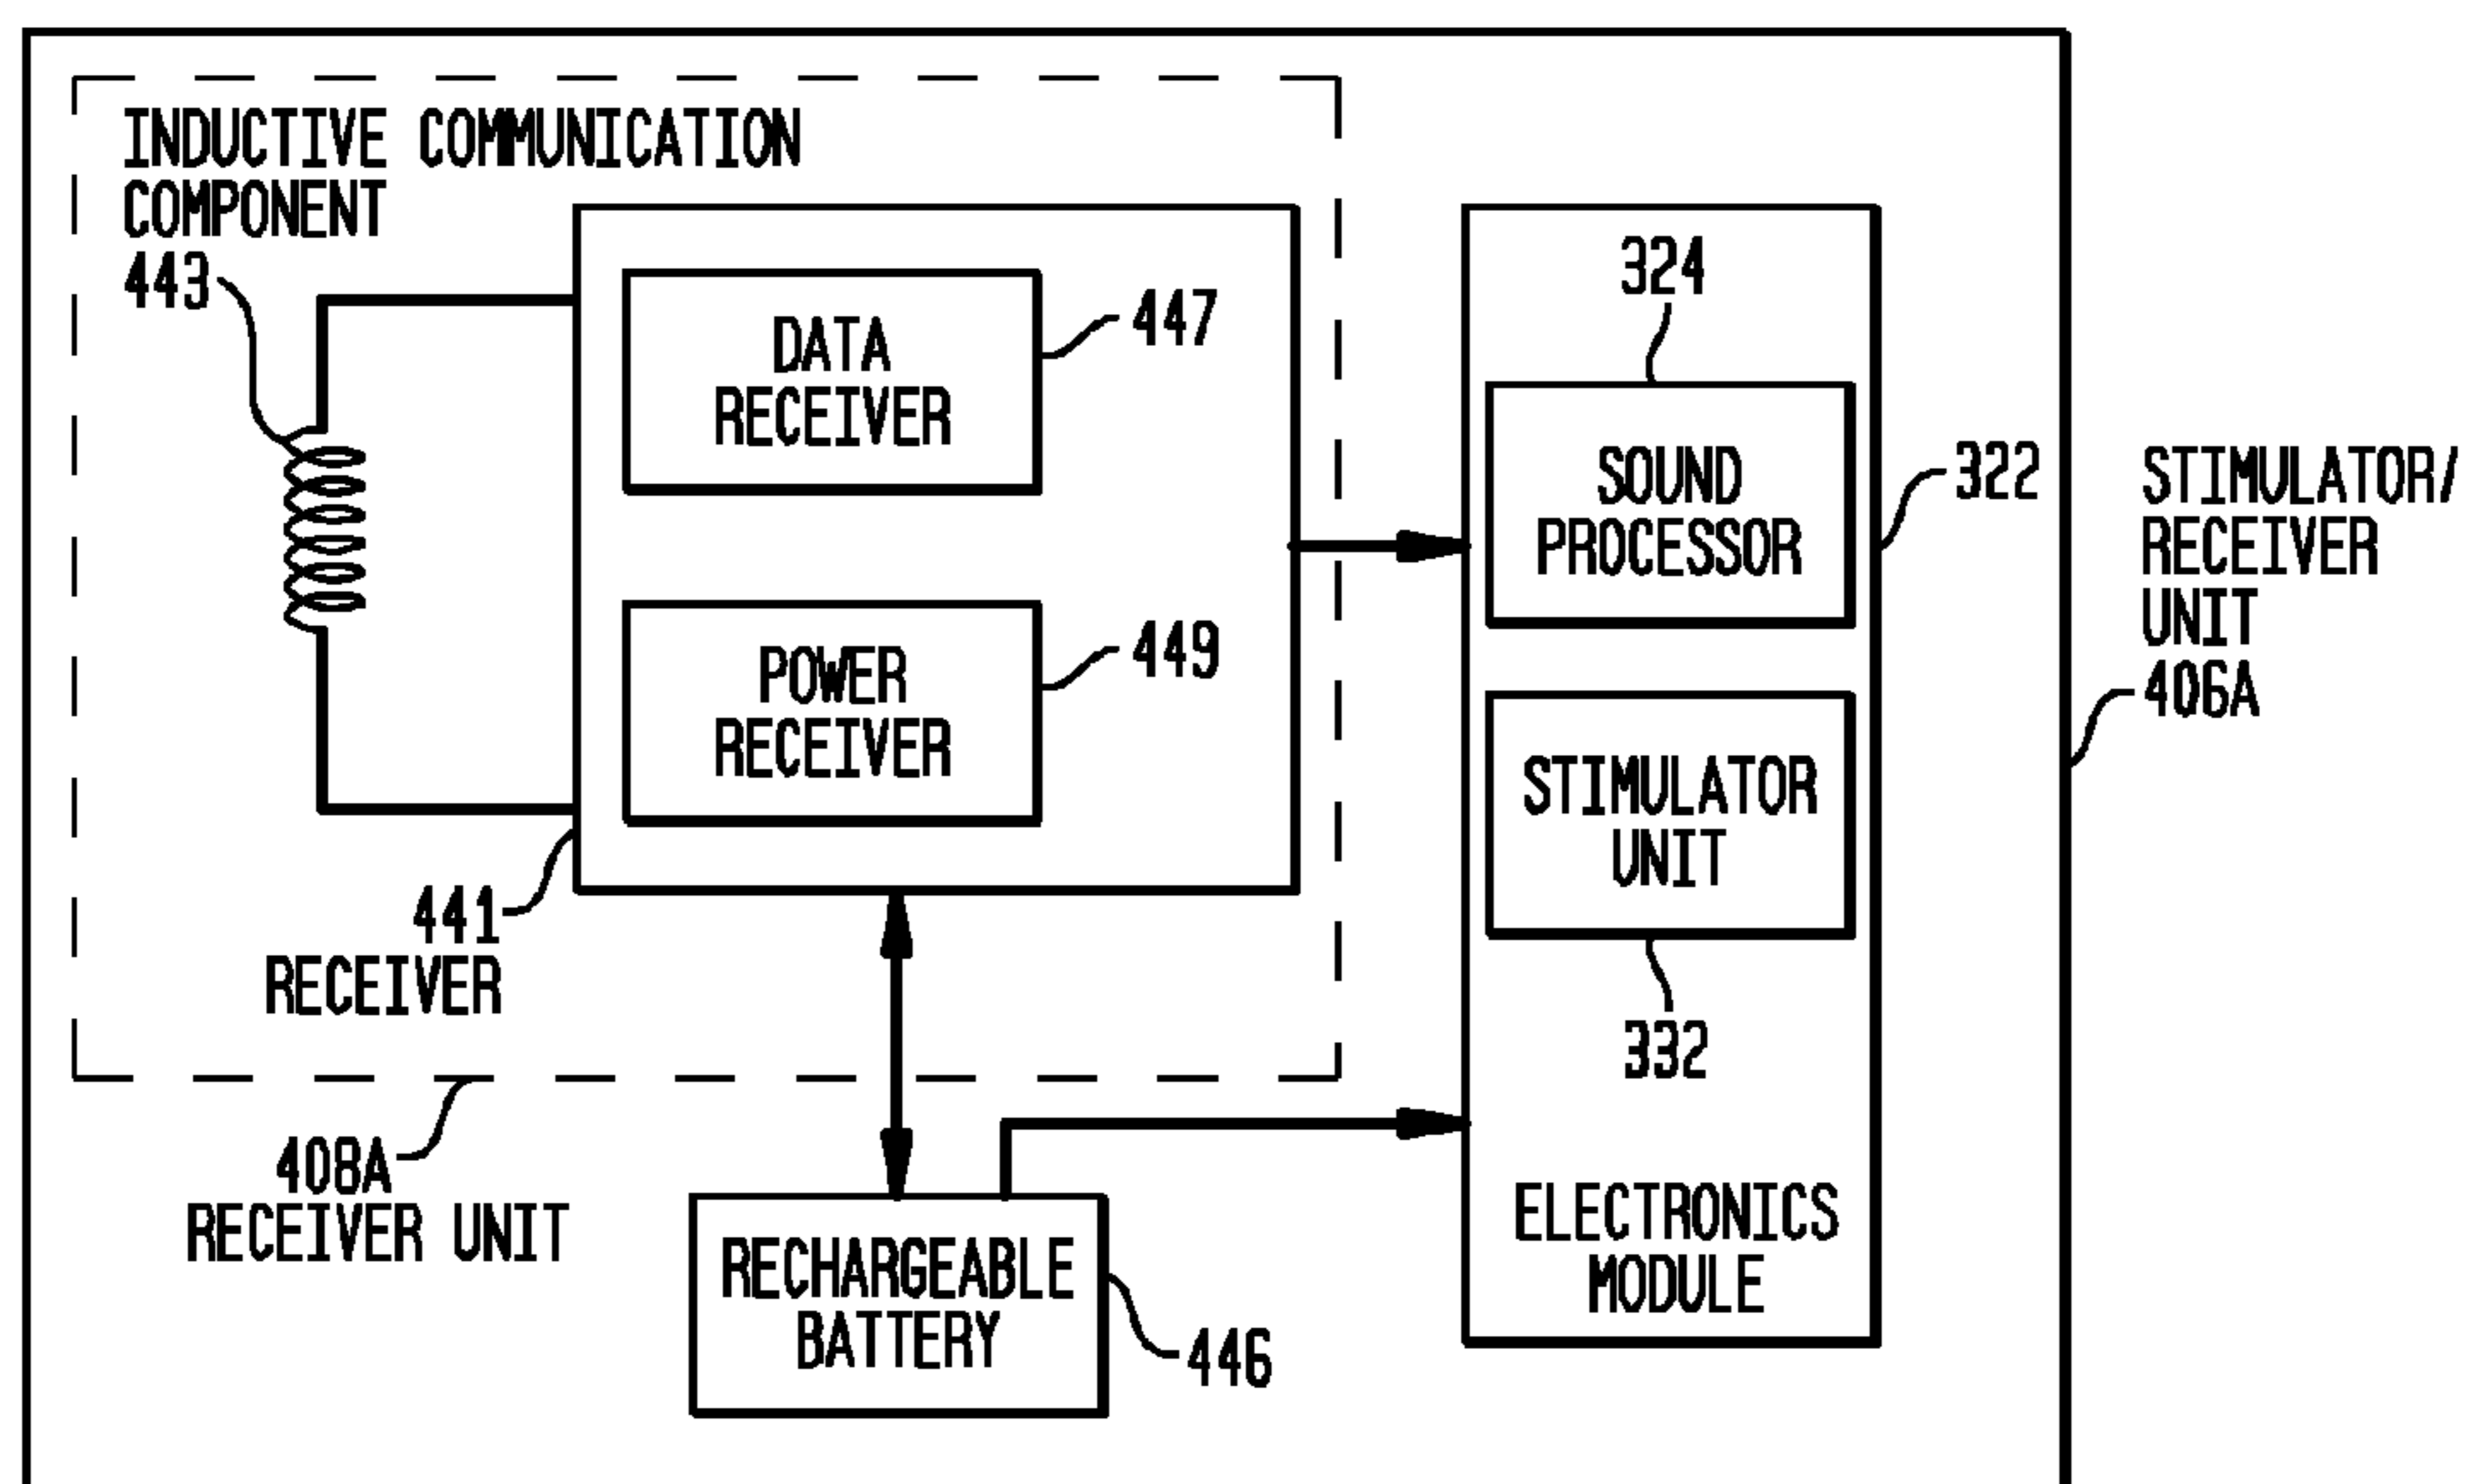 INDUCTIVE COMMUNICATION
COMPONENT
443
DATA
RECEIVER
447
POWER
RECEIVER
449
441
RECEIVER
408A
RECEIVER UNIT
RECHARGEABLE
BATTERY
446
324
SOUND
PROCESSOR
322
STIMULATOR
UNIT
332
ELECTRONICS
MODULE
STIMULATOR/
RECEIVER
UNIT
406A